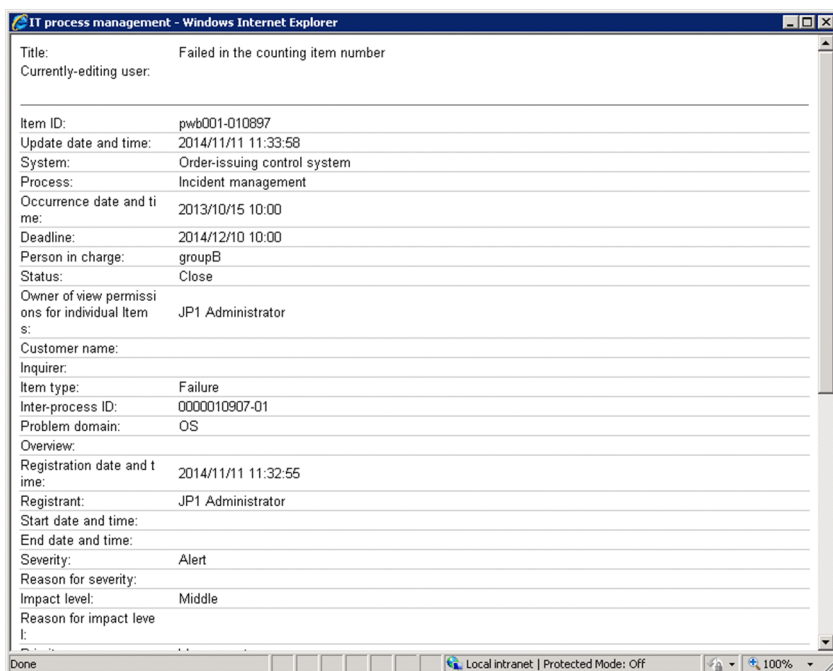 IT process management - Windows Internet Explorer
Title: Failed in the counting item number
Currently-editing user:
Item ID: pwb001-010897
Update date and time: 2014/11/11 11:33:58
System: Order-issuing control system
Process: Incident management
Occurrence date and ti
me: 2013/10/15 10:00
Deadline: 2014/12/10 10:00
Person in charge: groupB
Status: Close
Owner of view permissi
ons for individual Item JP1 Administrator
s:
Customer name:
Inquirer:
Item type: Failure
Inter-process ID: 0000010907-01
Problem domain: OS
Overview:
Registration date and t
ime: 2014/11/11 11:32:55
Registrant: JP1 Administrator
Start date and time:
End date and time:
Severity: Alert
Reason for severity:
Impact level: Middle
Reason for impact leve
l:
Done Local intranet | Protected Mode: Off 100%